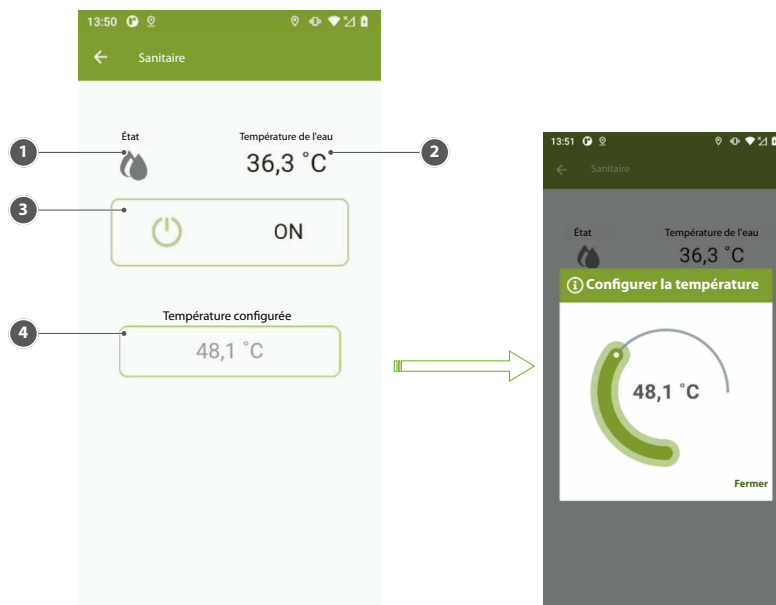 13:50
Sanitaire
État
Température de l'eau
1
36,3 °C
2
3
ON
Température configurée
4
48,1 °C
13:51
Sanitaire
État
Température de l'eau
36,3 °C
Configurer la température
48,1 °C
Fermer